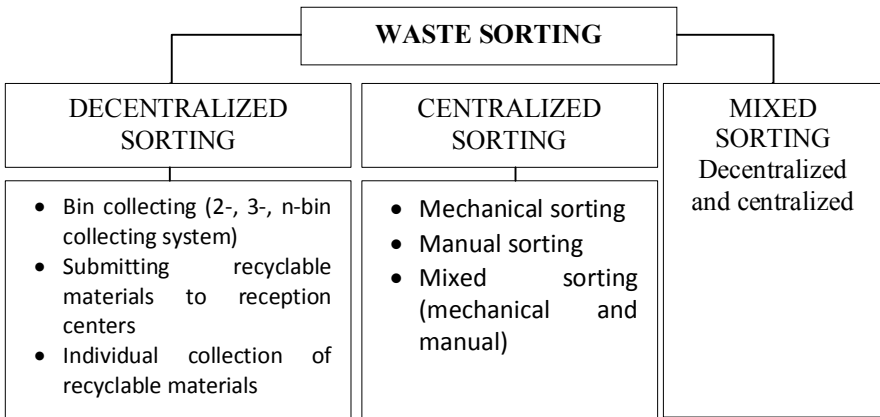 WASTE SORTING
DECENTRALIZED
SORTING
• Bin collecting (2-, 3-, n-bin
collecting system)
• Submitting recyclable
materials to reception
centers
• Individual collection of
recyclable materials
CENTRALIZED
SORTING
• Mechanical sorting
• Manual sorting
• Mixed sorting
(mechanical and
manual)
MIXED
SORTING
Decentralized
and centralized